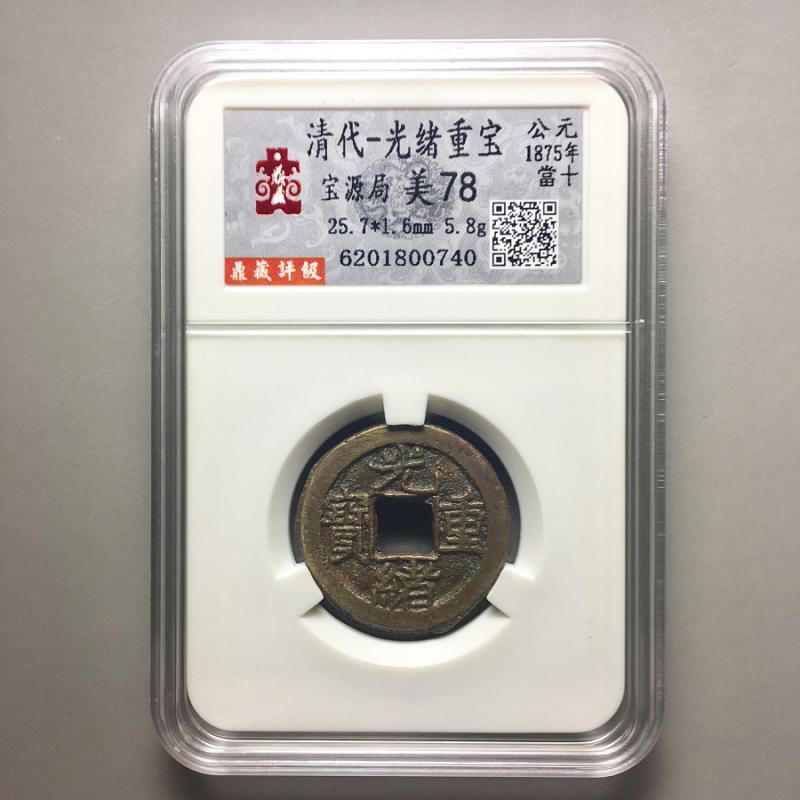 清代-光绪重宝
公元
1875年
當十
宝源局 美78
25.7*1.6mm 5.8g
鼎藏評級
6201800740
光
寶 重
緒